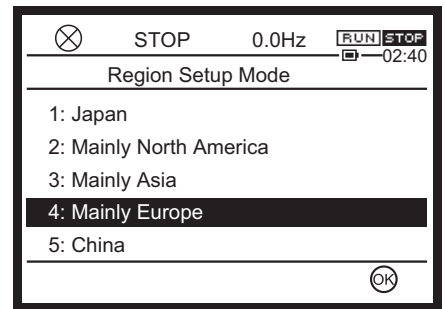 STOP 0.0Hz RUN STOP
02:40
Region Setup Mode
1: Japan
2: Mainly North America
3: Mainly Asia
4: Mainly Europe
5: China
OK